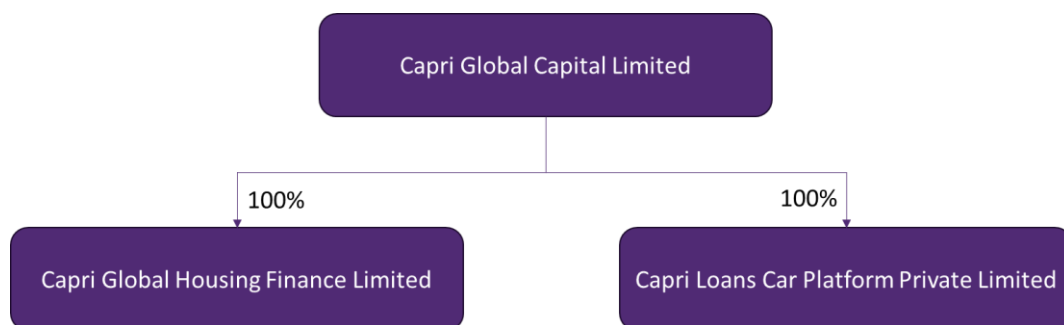 Capri Global Capital Limited
100%
100%
Capri Global Housing Finance Limited
Capri Loans Car Platform Private Limited